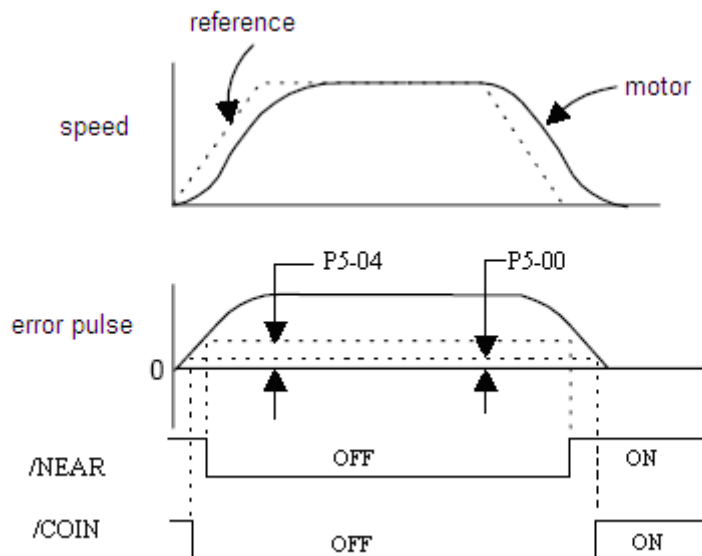 reference
motor
speed
P5-04
P5-00
error pulse
0
/NEAR
OFF
ON
/COIN
OFF
ON